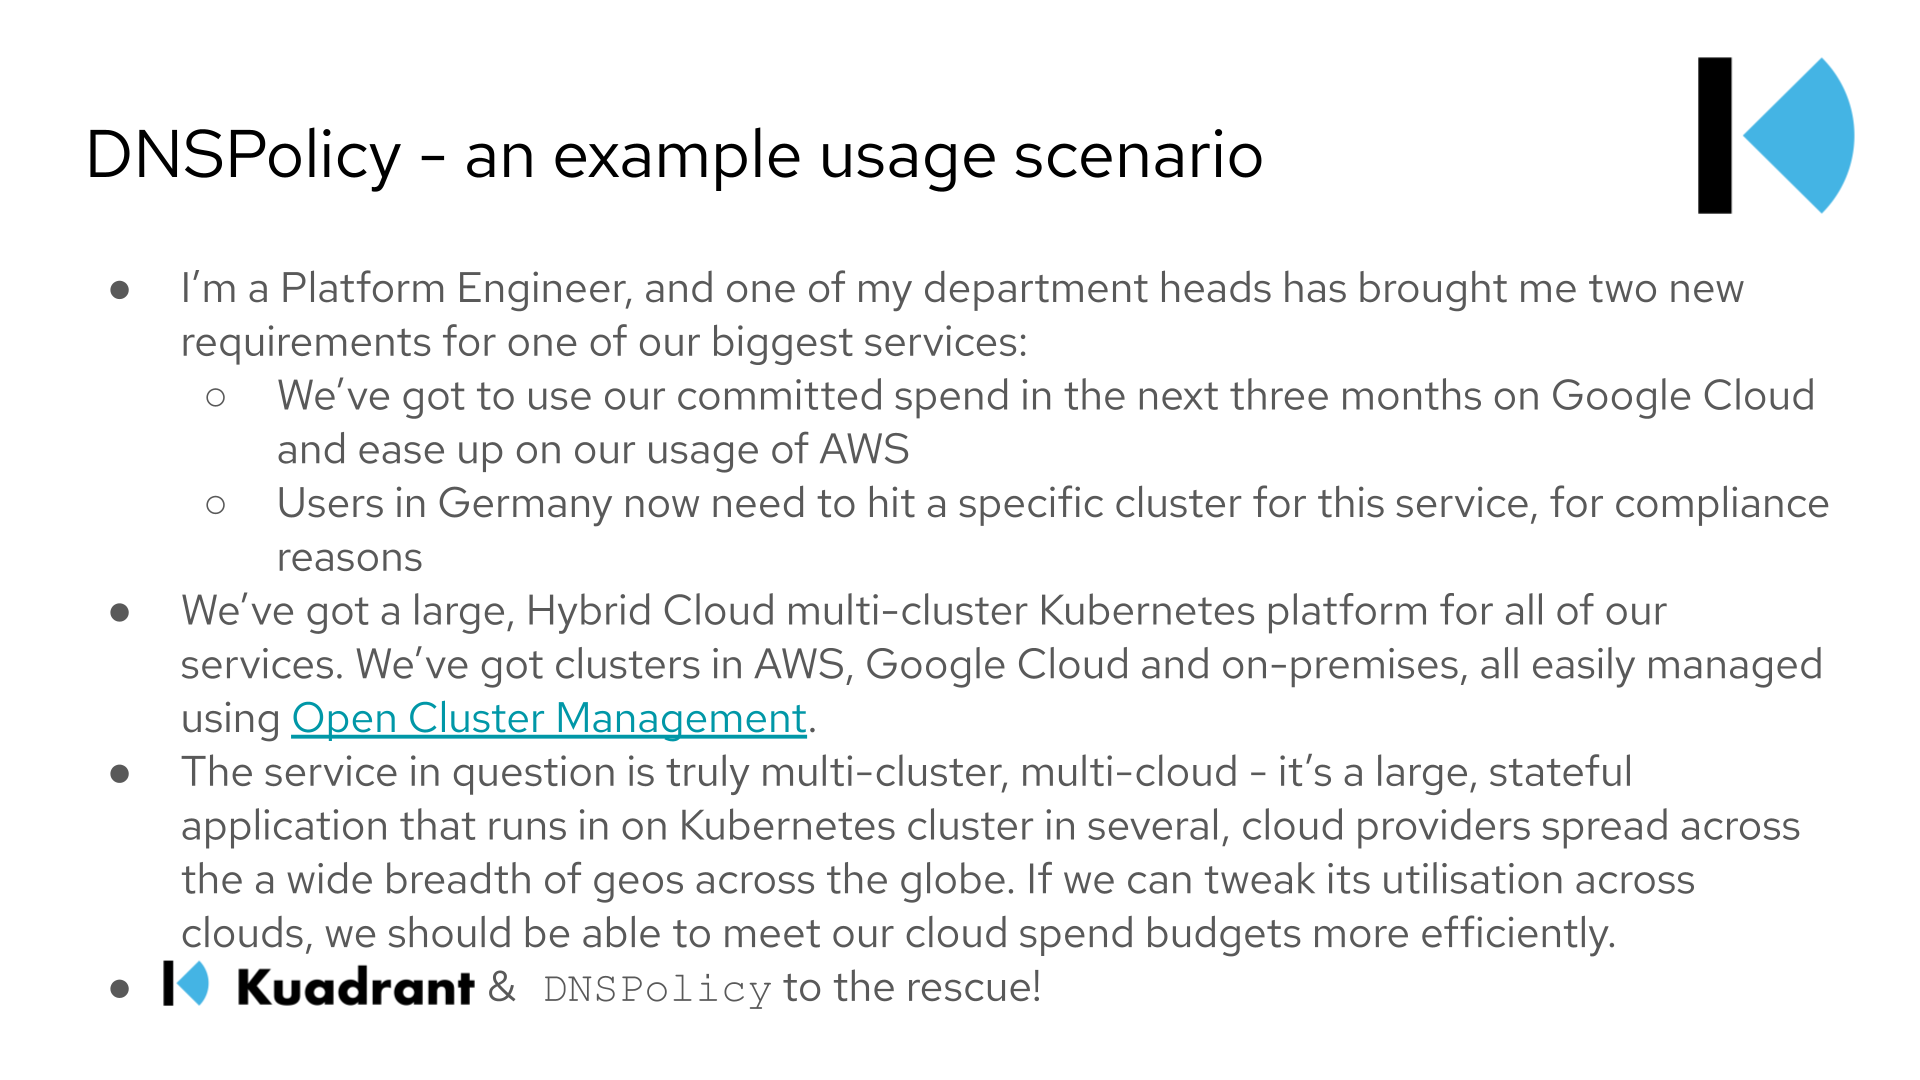 DNSPolicy - an example usage scenario
● I’m a Platform Engineer, and one of my department heads has brought me two new
requirements for one of our biggest services:
○ We’ve got to use our committed spend in the next three months on Google Cloud
and ease up on our usage of AWS
○ Users in Germany now need to hit a specific cluster for this service, for compliance
reasons
● We’ve got a large, Hybrid Cloud multi-cluster Kubernetes platform for all of our
services. We’ve got clusters in AWS, Google Cloud and on-premises, all easily managed
using Open Cluster Management.
● The service in question is truly multi-cluster, multi-cloud - it’s a large, stateful
application that runs in on Kubernetes cluster in several, cloud providers spread across
the a wide breadth of geos across the globe. If we can tweak its utilisation across
clouds, we should be able to meet our cloud spend budgets more efficiently.
● Kuadrant & DNSPolicy to the rescue!